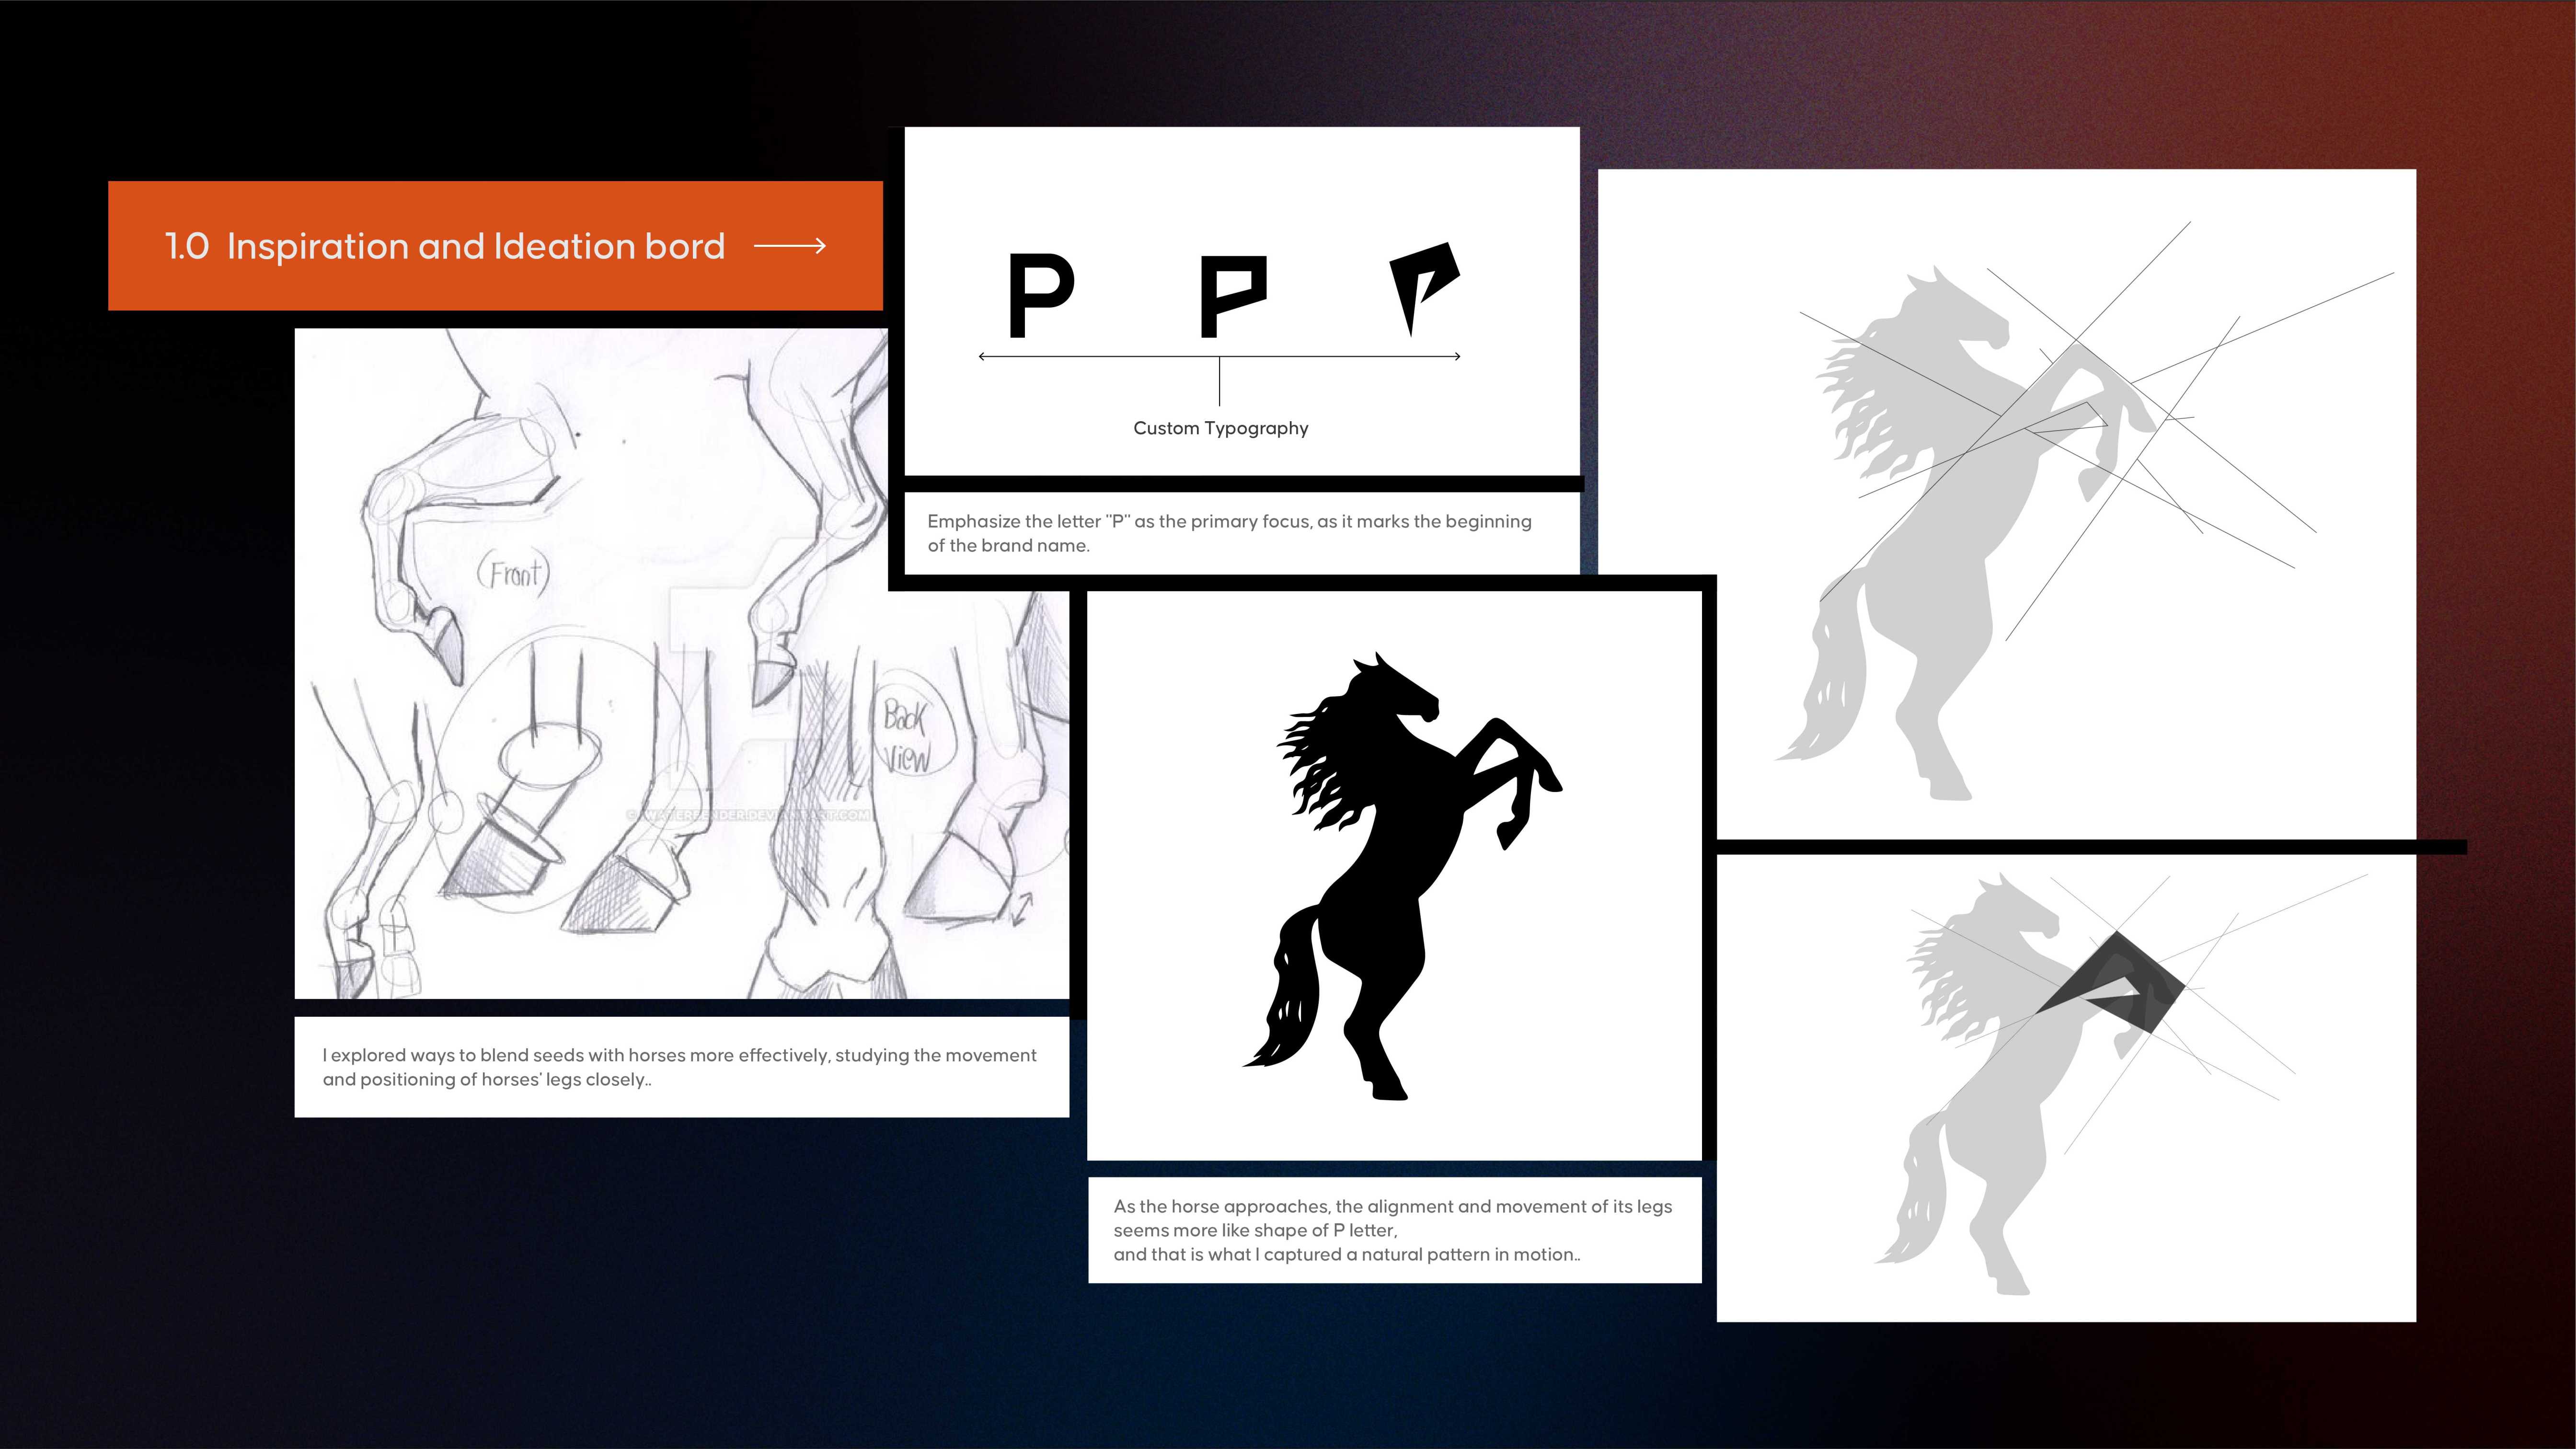 1.0 Inspiration and Ideation bord
P P P
Custom Typography
Emphasize the letter "P" as the primary focus, as it marks the beginning
of the brand name.
(Front)
Back
View
I explored ways to blend seeds with horses more effectively, studying the movement
and positioning of horses' legs closely..
As the horse approaches, the alignment and movement of its legs
seems more like shape of P letter,
and that is what I captured a natural pattern in motion..